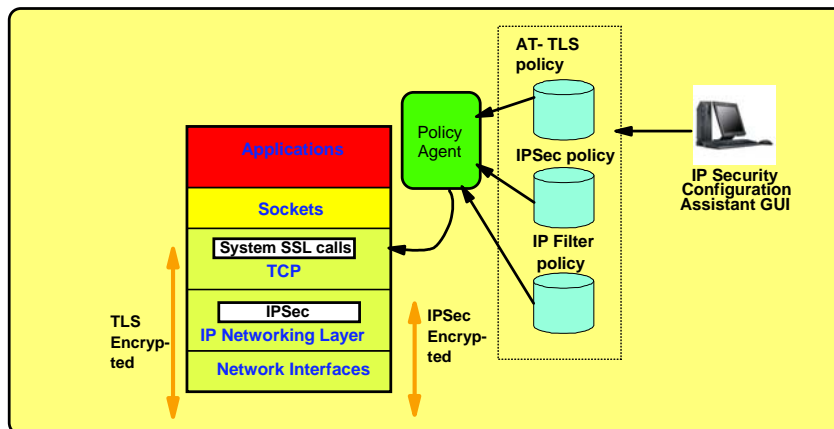 AT- TLS
policy
Policy
Agent
Applications
IPSec policy
IP Security
Configuration
Assistant GUI
Sockets
IP Filter
policy
System SSL calls
TCP
TLS
Encryp-
ted
IPSec
IP Networking Layer
IPSec
Encryp-
ted
Network Interfaces